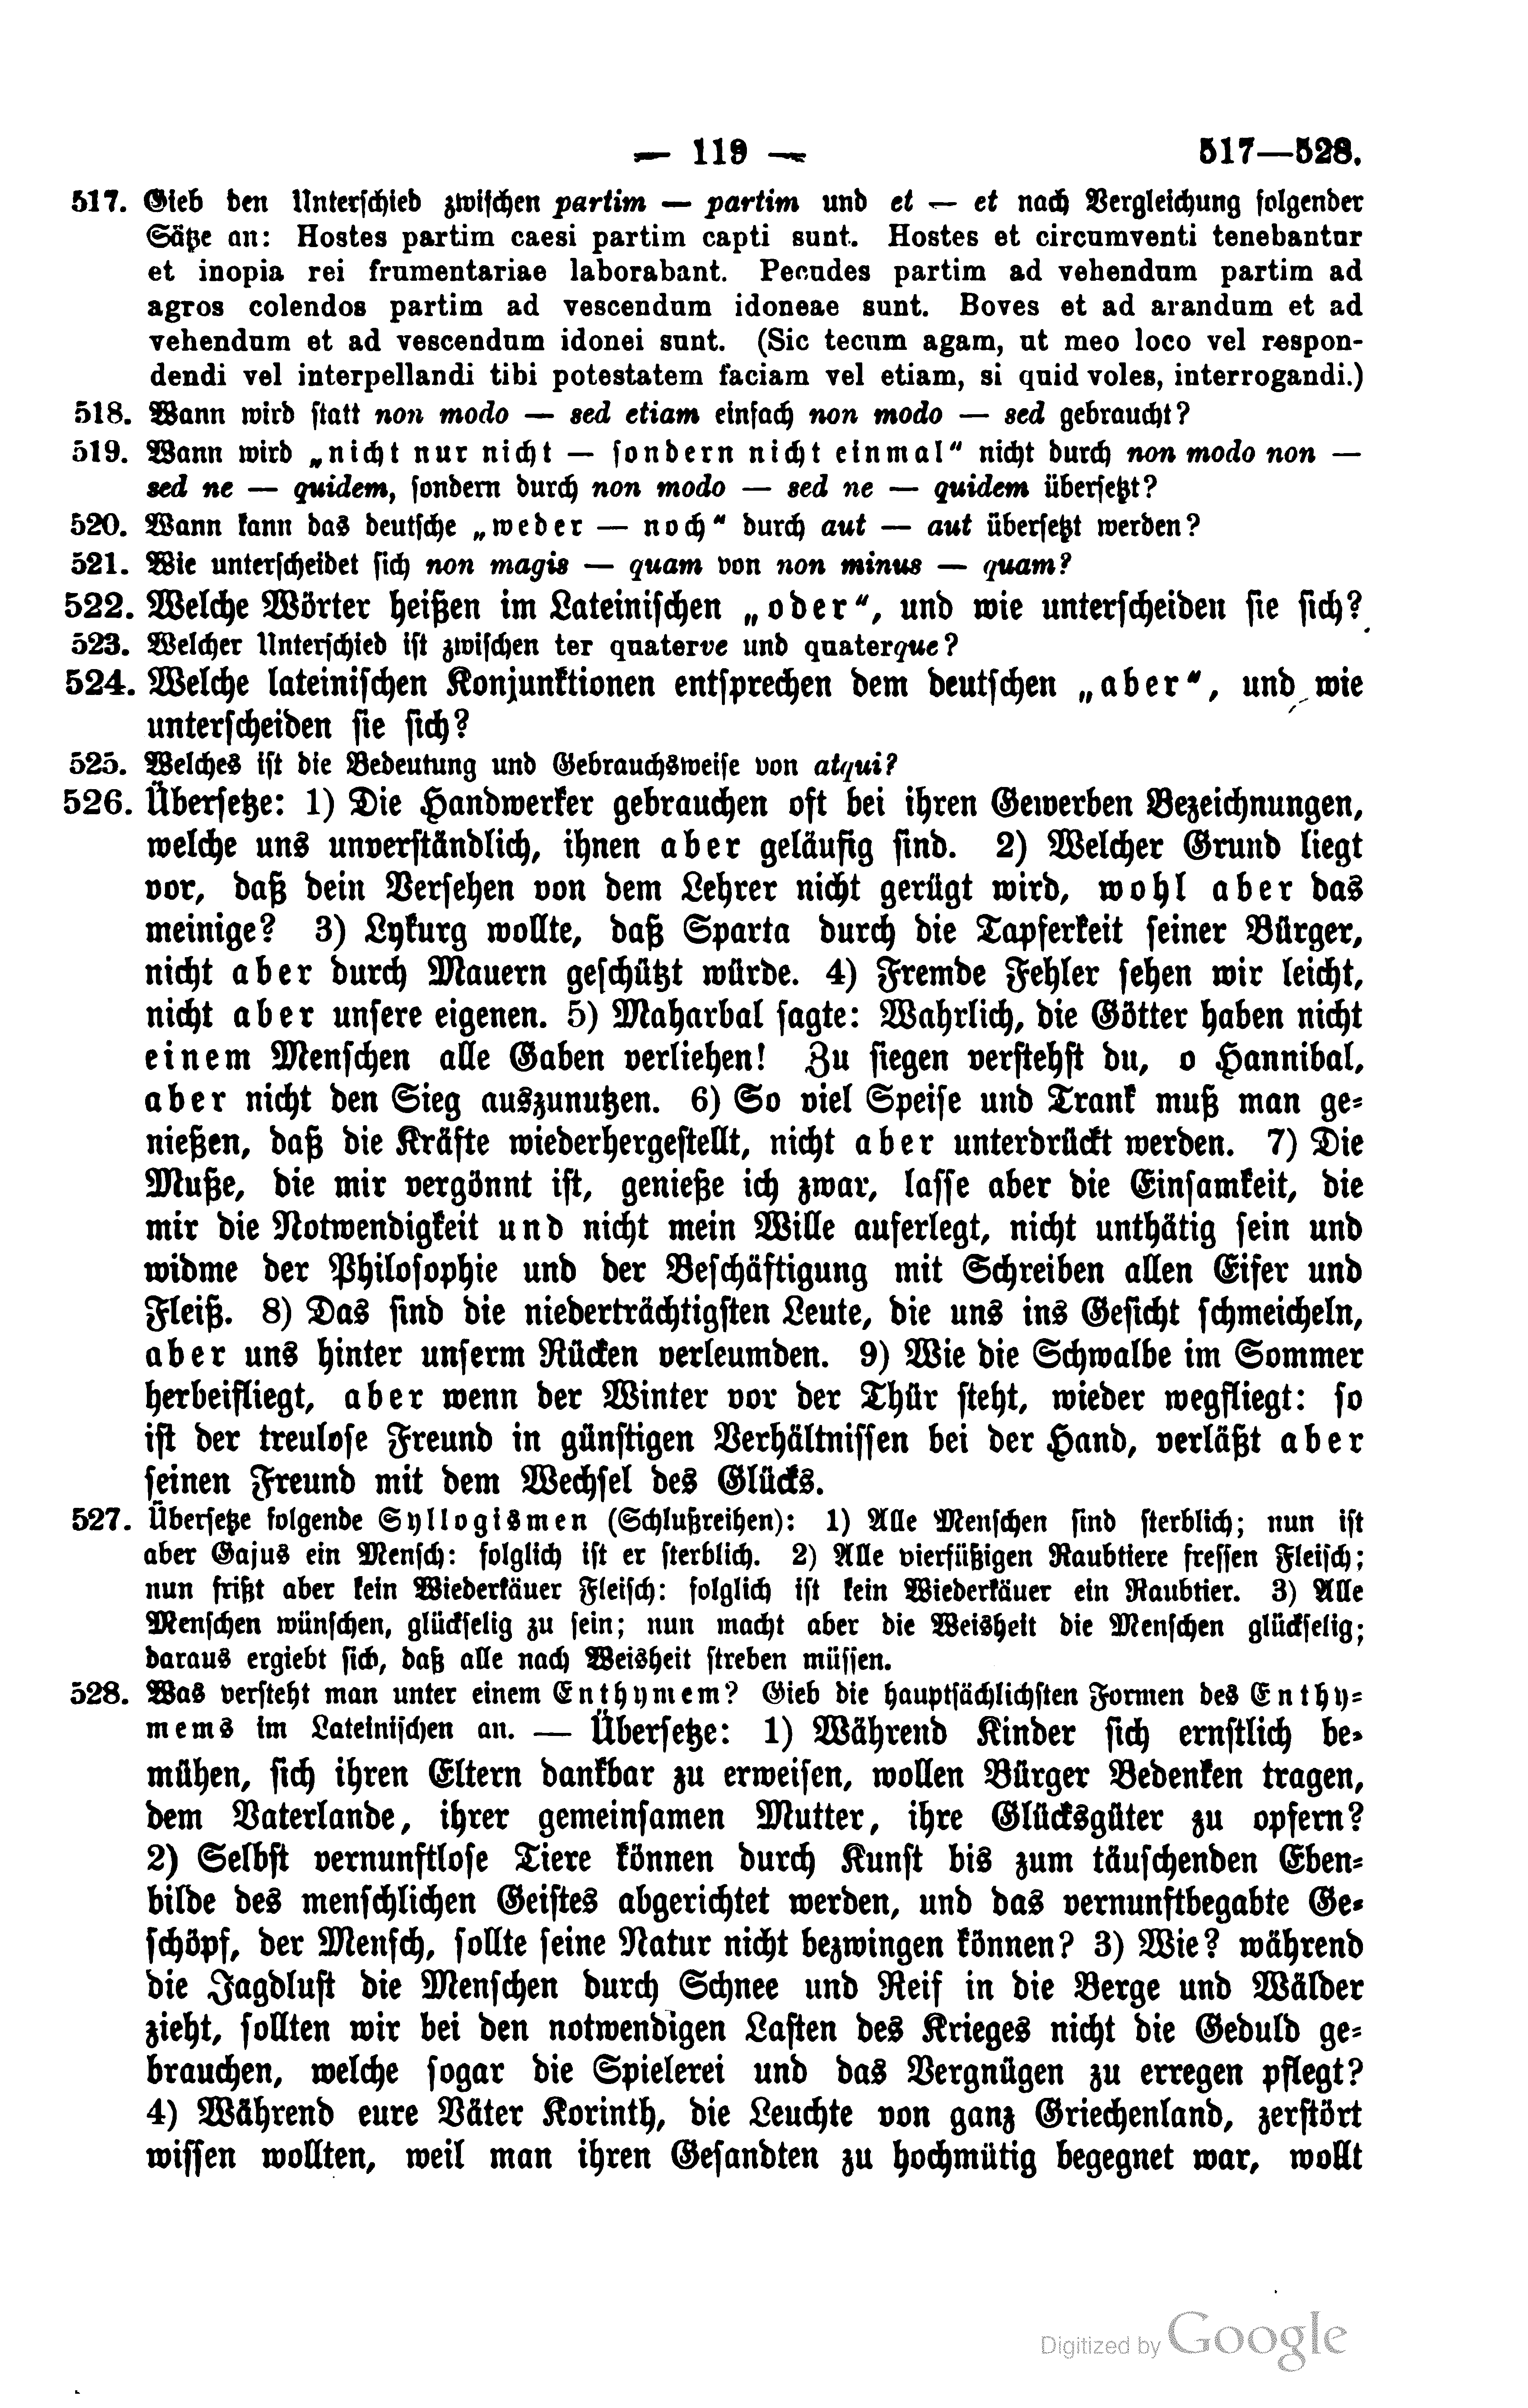 — 119 — 517—528.
517. Gieb den Unterschied zwischen partim — partim und et — et nach Vergleichung folgender
Sätze an: Hostes partim caesi partim capti sunt. Hostes et circumventi tenebantur
et inopia rei frumentariae laborabant. Pecudes partim ad vehendum partim ad
agros colendos partim ad vescendum idoneae sunt. Boves et ad arandum et ad
vehendum et ad vescendum idonei sunt. (Sic tecum agam, ut meo loco vel respon-
dendi vel interpellandi tibi potestatem faciam vel etiam, si quid voles, interrogandi.)
518. Wann wird statt non modo — sed etiam einfach non modo — sed gebraucht?
519. Wann wird „nicht nur nicht — sondern nicht einmal“ nicht durch non modo non —
sed ne — quidem, sondern durch non modo — sed ne — quidem übersetzt?
520. Wann kann das deutsche „weder — noch“ durch aut — aut übersetzt werden?
521. Wie unterscheidet sich non magis — quam von non minus — quam?
522. Welche Wörter heißen im Lateinischen „oder“, und wie unterscheiden sie sich?
523. Welcher Unterschied ist zwischen ter quaterve und quaterque?
524. Welche lateinischen Konjunktionen entsprechen dem deutschen „aber“, und wie
unterscheiden sie sich?
525. Welches ist die Bedeutung und Gebrauchsweise von atqui?
526. Übersetze: 1) Die Handwerker gebrauchen oft bei ihren Gewerben Bezeichnungen,
welche uns unverständlich, ihnen aber geläufig sind. 2) Welcher Grund liegt
vor, daß dein Versehen von dem Lehrer nicht gerügt wird, wohl aber das
meinige? 3) Lykurg wollte, daß Sparta durch die Tapferkeit seiner Bürger,
nicht aber durch Mauern geschützt würde. 4) Fremde Fehler sehen wir leicht,
nicht aber unsere eigenen. 5) Maharbal sagte: Wahrlich, die Götter haben nicht
einem Menschen alle Gaben verliehen! Zu siegen verstehst du, o Hannibal,
aber nicht den Sieg auszunutzen. 6) So viel Speise und Trank muß man ge-
nießen, daß die Kräfte wiederhergestellt, nicht aber unterdrückt werden. 7) Die
Muße, die mir vergönnt ist, genieße ich zwar, lasse aber die Einsamkeit, die
mir die Notwendigkeit und nicht mein Wille auferlegt, nicht unthätig sein und
widme der Philosophie und der Beschäftigung mit Schreiben allen Eifer und
Fleiß. 8) Das sind die niederträchtigsten Leute, die uns ins Gesicht schmeicheln,
aber uns hinter unserm Rücken verleumden. 9) Wie die Schwalbe im Sommer
herbeifliegt, aber wenn der Winter vor der Thür steht, wieder wegfliegt: so
ist der treulose Freund in günstigen Verhältnissen bei der Hand, verläßt aber
seinen Freund mit dem Wechsel des Glücks.
527. Übersetze folgende Syllogismen (Schlußreihen): 1) Alle Menschen sind sterblich; nun ist
aber Gajus ein Mensch: folglich ist er sterblich. 2) Alle vierfüßigen Raubtiere fressen Fleisch;
nun frißt aber kein Wiederkäuer Fleisch: folglich ist kein Wiederkäuer ein Raubtier. 3) Alle
Menschen wünschen, glückselig zu sein; nun macht aber die Weisheit die Menschen glückselig;
daraus ergiebt sich, daß alle nach Weisheit streben müssen.
528. Was versteht man unter einem Enthymem? Gieb die hauptsächlichsten Formen des Enthy-
mems im Lateinischen an. — Übersetze: 1) Während Kinder sich ernstlich be-
mühen, sich ihren Eltern dankbar zu erweisen, wollen Bürger Bedenken tragen,
dem Vaterlande, ihrer gemeinsamen Mutter, ihre Glücksgüter zu opfern?
2) Selbst vernunftlose Tiere können durch Kunst bis zum täuschenden Eben-
bilde des menschlichen Geistes abgerichtet werden, und das vernunftbegabte Ge-
schöpf, der Mensch, sollte seine Natur nicht bezwingen können? 3) Wie? während
die Jagdlust die Menschen durch Schnee und Reif in die Berge und Wälder
zieht, sollten wir bei den notwendigen Lasten des Krieges nicht die Geduld ge-
brauchen, welche sogar die Spielerei und das Vergnügen zu erregen pflegt?
4) Während eure Väter Korinth, die Leuchte von ganz Griechenland, zerstört
wissen wollten, weil man ihren Gesandten zu hochmütig begegnet war, wollt
Digitized by Google